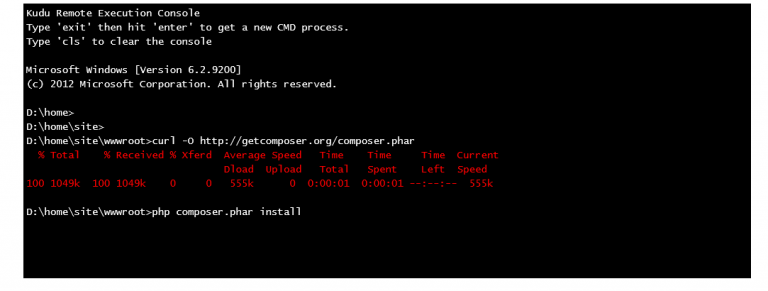 Kudu Remote Execution Console
Type 'exit' then hit 'enter' to get a new CMD process.
Type 'cls' to clear the console
Microsoft Windows [Version 6.2.9200]
(c) 2012 Microsoft Corporation. All rights reserved.
D:\home>
D:\home\site>
D:\home\site\wwwroot>curl -O http://getcomposer.org/composer.phar
% Total % Received % Xferd Average Speed Time Time Time Current
Dload Upload Total Spent Left Speed
100 1049k 100 1049k 0 0 555k 0 0:00:01 0:00:01 --:--:-- 555k
D:\home\site\wwwroot>php composer.phar install